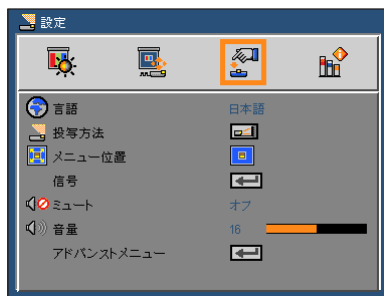 設定
言語 日本語
投写方法
メニュー位置
信号
ミュート オフ
音量 16
アドバンストメニュー